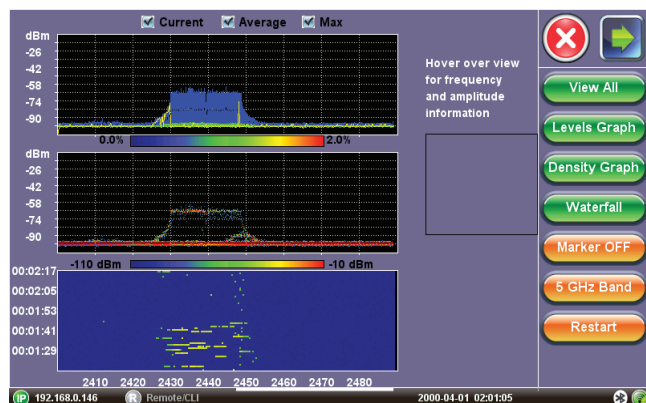 Current Average Max
dBm
-26
-42
-58
-74
-90
0.0% 2.0%
dBm
-26
-42
-58
-74
-90
-110 dBm -10 dBm
00:02:17
00:02:05
00:01:53
00:01:41
00:01:29
2410 2420 2430 2440 2450 2460 2470 2480
Hover over view
for frequency
and amplitude
information
View All
Levels Graph
Density Graph
Waterfall
Marker OFF
5 GHz Band
Restart
IP 192.168.0.146 R Remote/CLI 2000-04-01 02:01:05